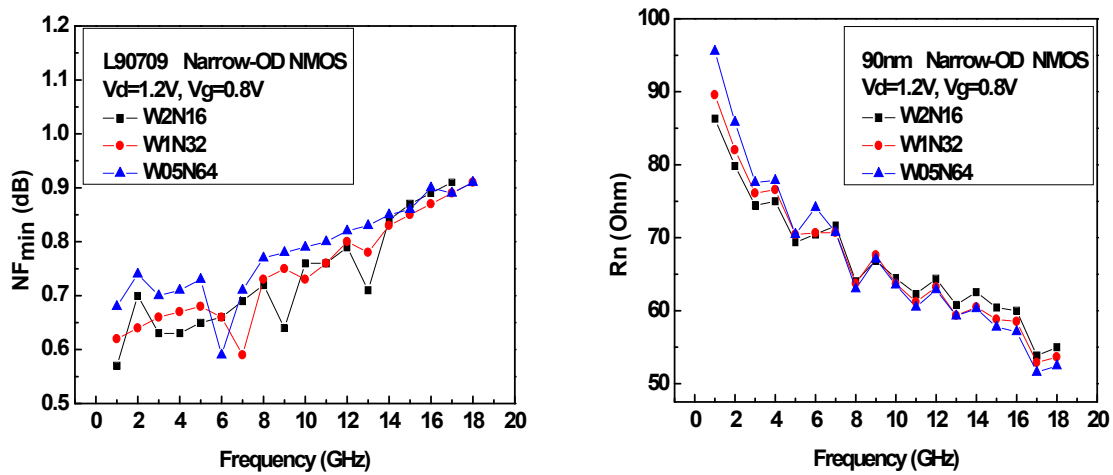 1.2
1.1
1.0
0.9
0.8
0.7
0.6
0.5
NFmin (dB)
L90709 Narrow-OD NMOS
Vd=1.2V, Vg=0.8V
W2N16
W1N32
W05N64
0 2 4 6 8 10 12 14 16 18 20
Frequency (GHz)
100
90
80
70
60
50
Rn (Ohm)
90nm Narrow-OD NMOS
Vd=1.2V, Vg=0.8V
W2N16
W1N32
W05N64
0 2 4 6 8 10 12 14 16 18 20
Frequency (GHz)